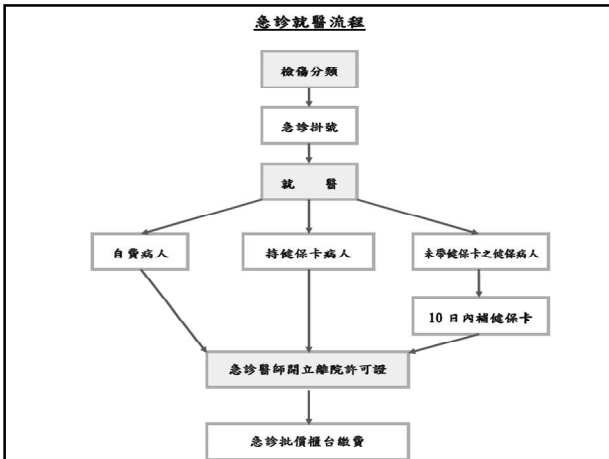 急診就醫流程
檢傷分類
急診掛號
就 醫
自費病人
持健保卡病人
未帶健保卡之健保病人
10 日內補健保卡
急診醫師開立離院許可證
急診批價櫃台繳費